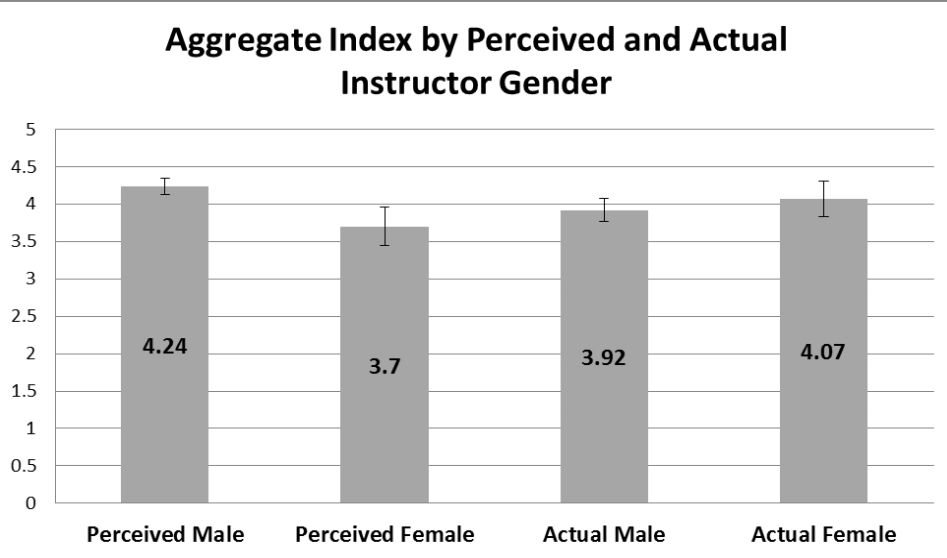 Aggregate Index by Perceived and Actual
Instructor Gender
5
4.5
4
3.5
3
2.5
2
1.5
1
0.5
0
4.24
3.7
3.92
4.07
Perceived Male
Perceived Female
Actual Male
Actual Female